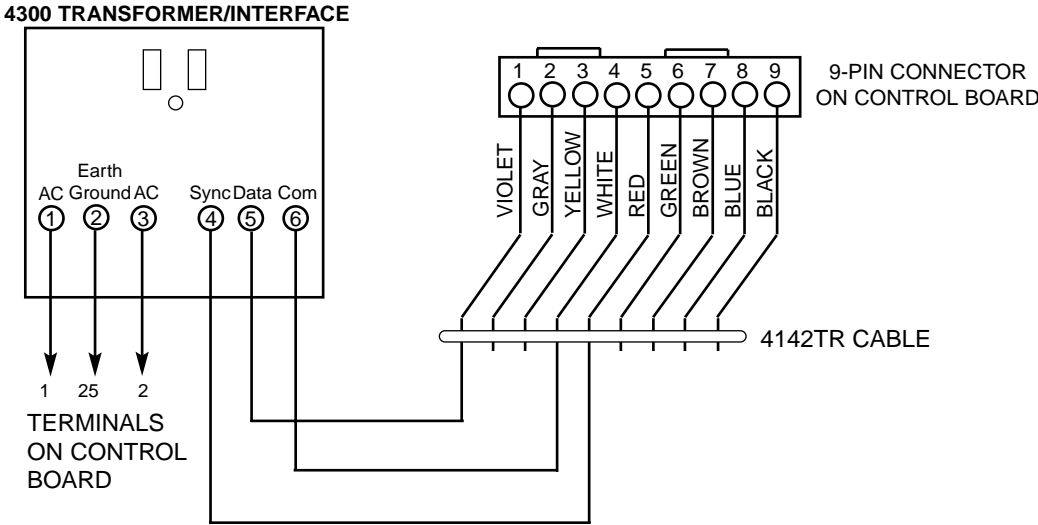 4300 TRANSFORMER/INTERFACE
1 2 3 4 5 6 7 8 9
9-PIN CONNECTOR
ON CONTROL BOARD
VIOLET
GRAY
YELLOW
WHITE
RED
GREEN
BROWN
BLUE
BLACK
Earth
AC Ground AC Sync Data Com
1 2 3 4 5 6
4142TR CABLE
1 25 2
TERMINALS
ON CONTROL
BOARD